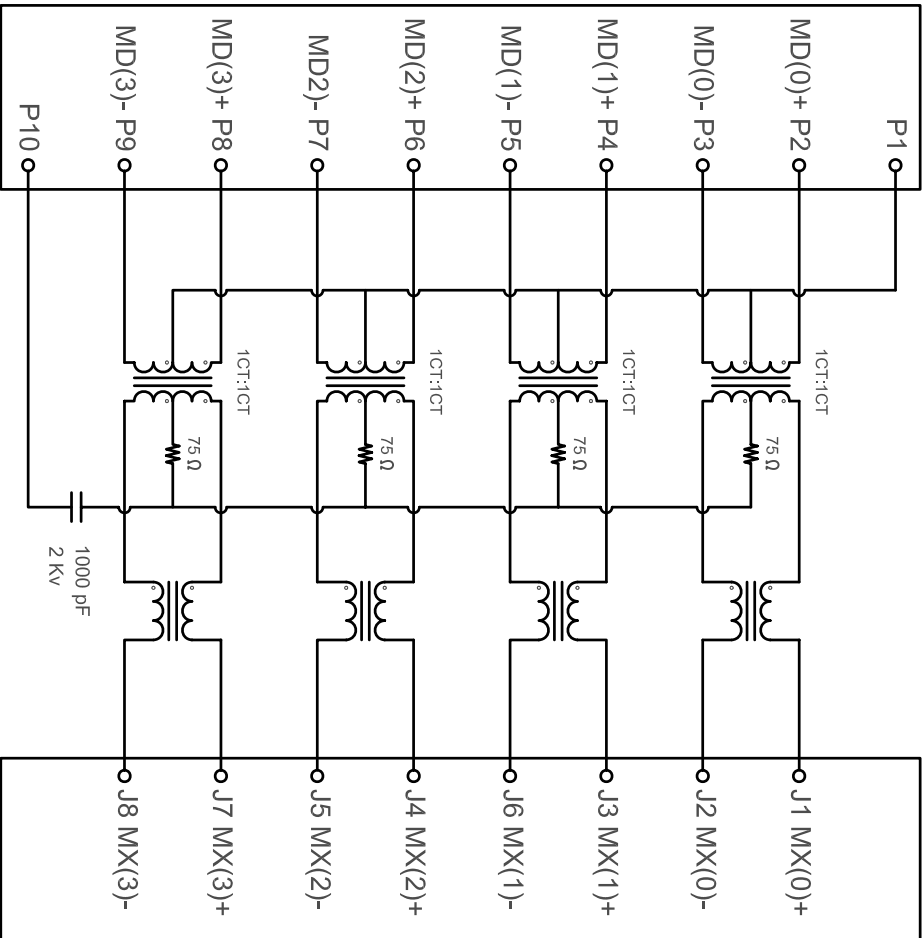 P1
MD(0)+ P2
MD(0)- P3
MD(1)+ P4
MD(1)- P5
MD(2)+ P6
MD2)- P7
MD(3)+ P8
MD(3)- P9
P10
1CT:1CT
1CT:1CT
1CT:1CT
1CT:1CT
75 Ω
75 Ω
75 Ω
75 Ω
1000 pF
2 Kv
J1 MX(0)+
J2 MX(0)-
J3 MX(1)+
J6 MX(1)-
J4 MX(2)+
J5 MX(2)-
J7 MX(3)+
J8 MX(3)-